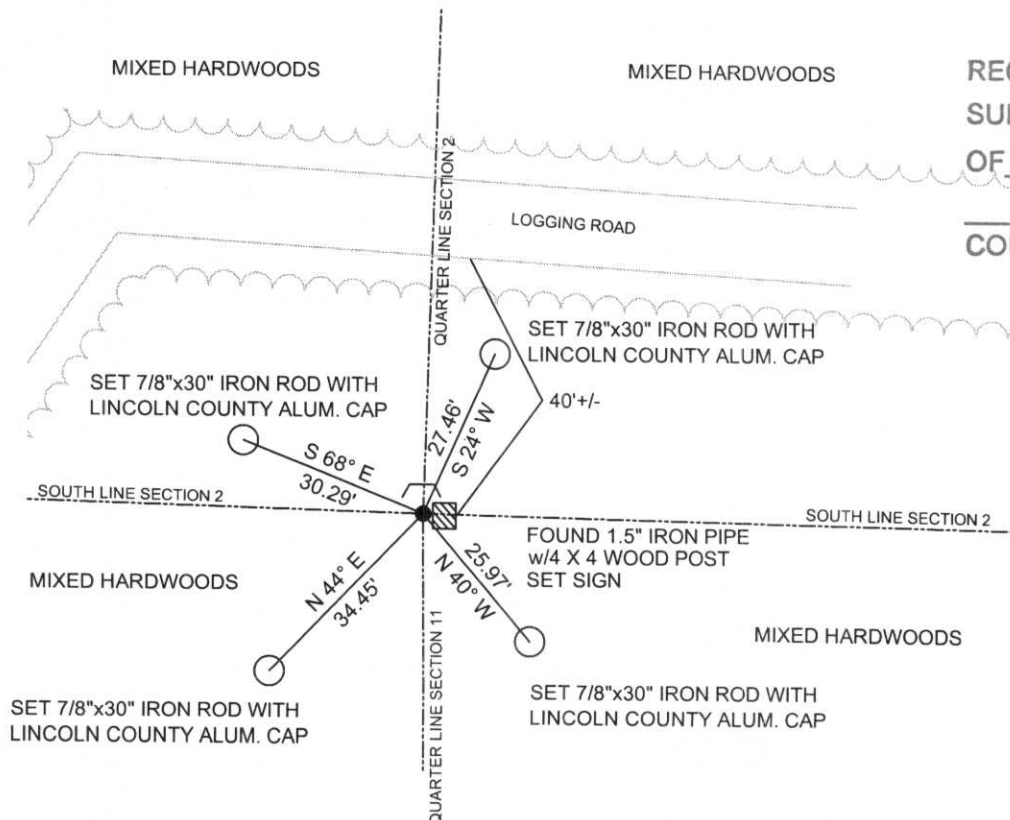 MIXED HARDWOODS
MIXED HARDWOODS
QUARTER LINE SECTION 2
LOGGING ROAD
SET 7/8"x30" IRON ROD WITH
LINCOLN COUNTY ALUM. CAP
SET 7/8"x30" IRON ROD WITH
LINCOLN COUNTY ALUM. CAP
40'+/-
27.46'
S 24° W
S 68° E
30.29'
SOUTH LINE SECTION 2
SOUTH LINE SECTION 2
FOUND 1.5" IRON PIPE
w/4 X 4 WOOD POST
SET SIGN
25.97'
N 40° W
N 44° E
34.45'
MIXED HARDWOODS
MIXED HARDWOODS
QUARTER LINE SECTION 11
SET 7/8"x30" IRON ROD WITH
LINCOLN COUNTY ALUM. CAP
SET 7/8"x30" IRON ROD WITH
LINCOLN COUNTY ALUM. CAP
OF